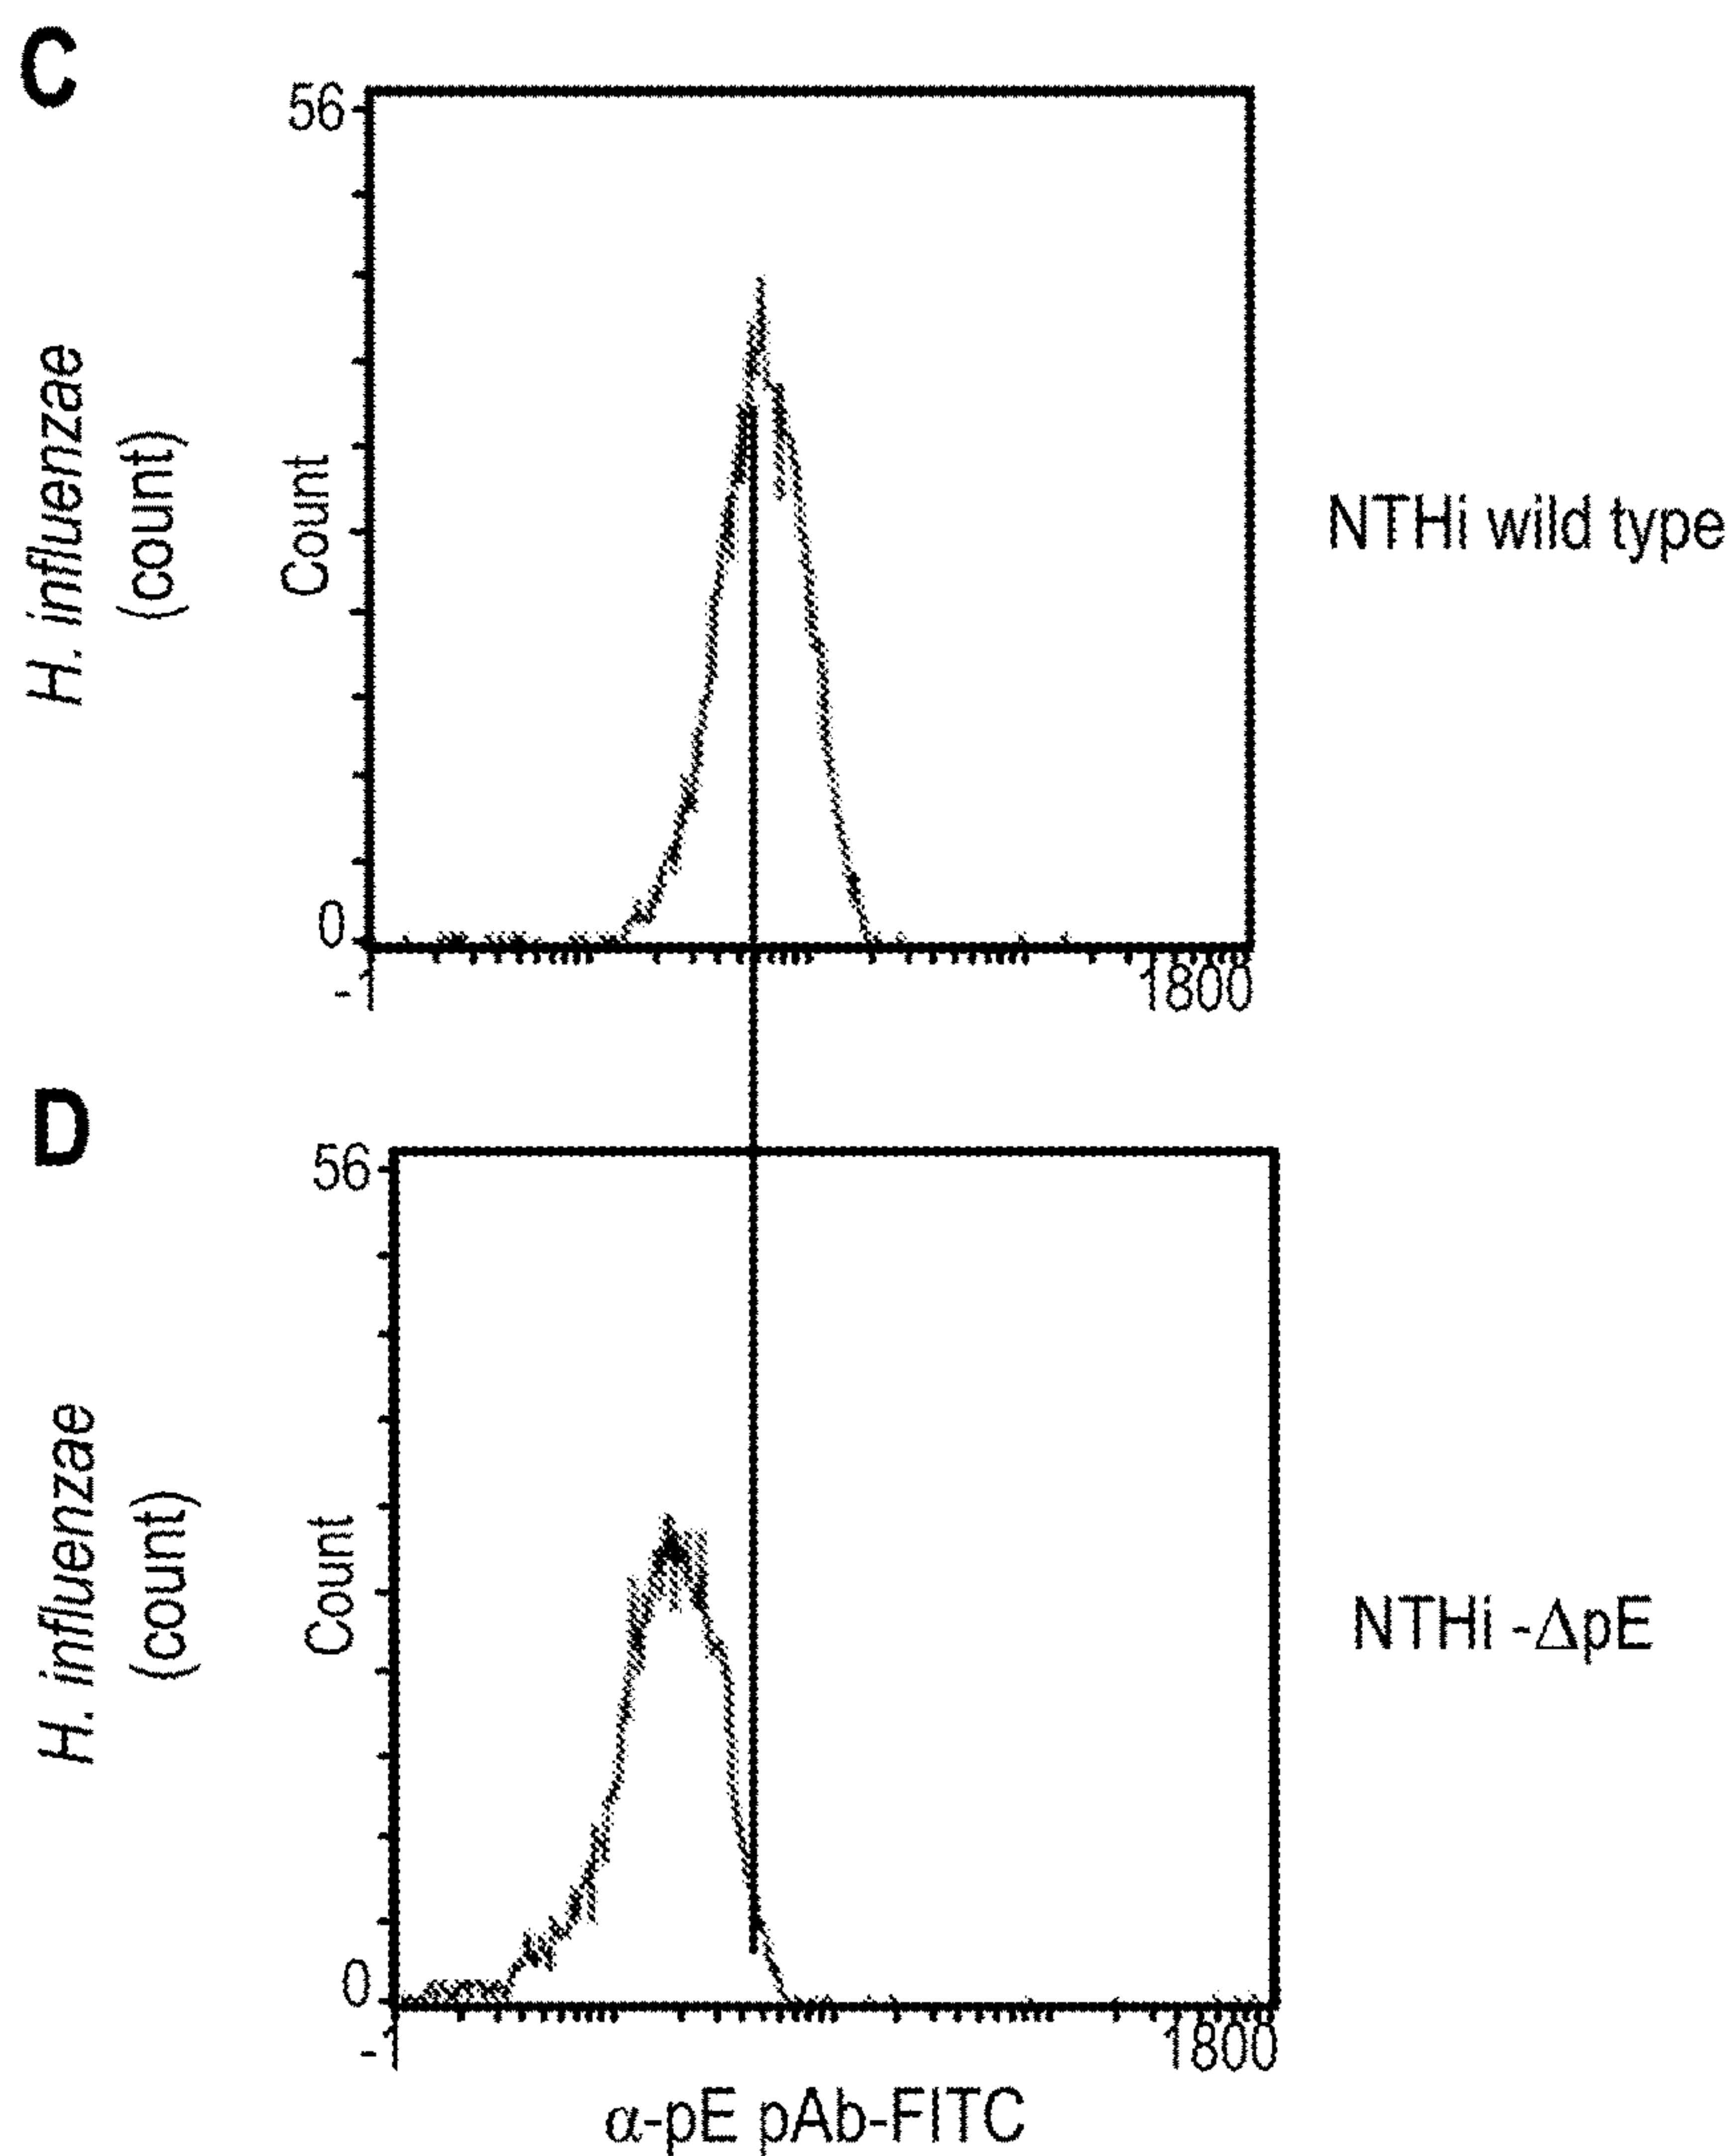 C
56
H. influenzae
(count)
Count
NTHi wild type
0
-1
1800
D
56
H. influenzae
(count)
Count
NTHi -ΔpE
0
-1
1800
α-pE pAb-FITC